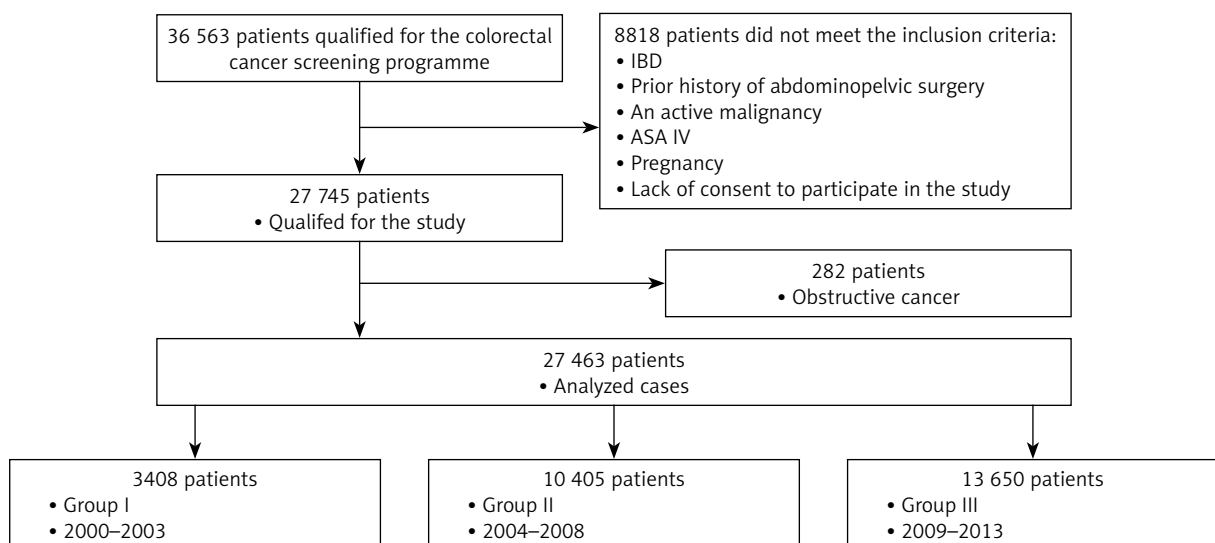 36 563 patients qualified for the colorectal
cancer screening programme
8818 patients did not meet the inclusion criteria:
• IBD
• Prior history of abdominopelvic surgery
• An active malignancy
• ASA IV
• Pregnancy
• Lack of consent to participate in the study
27 745 patients
• Qualifed for the study
282 patients
• Obstructive cancer
27 463 patients
• Analyzed cases
3408 patients
• Group I
• 2000–2003
10 405 patients
• Group II
• 2004–2008
13 650 patients
• Group III
• 2009–2013